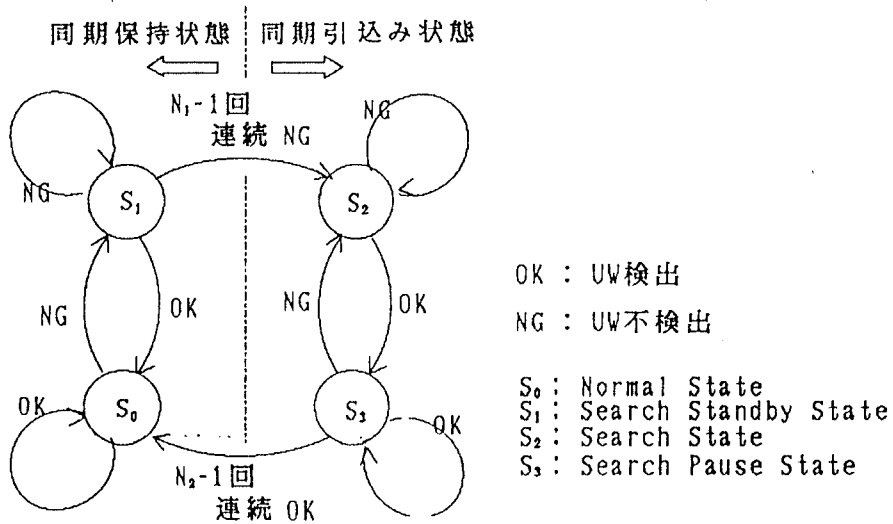 同期保持状態 同期引込み状態
N₁-1回
連続 NG
NG
NG
S₁
S₂
NG
OK
NG
OK
OK
S₀
S₃
OK
N₂-1回
連続 OK
OK : UW検出
NG : UW不検出
S₀: Normal State
S₁: Search Standby State
S₂: Search State
S₃: Search Pause State